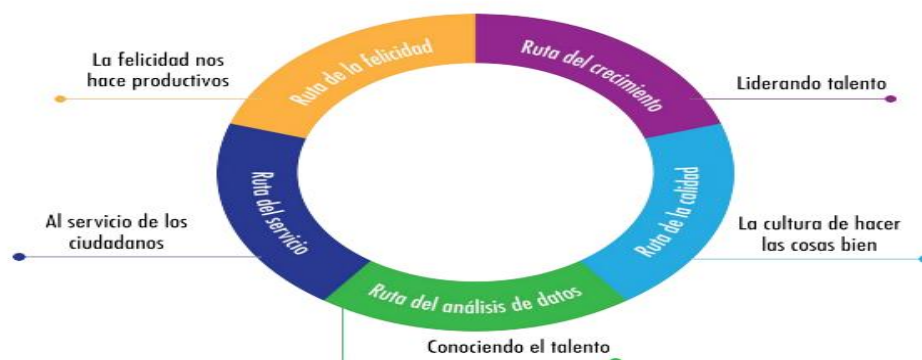 La felicidad nos
hace productivos
Ruta de la felicidad
Ruta del crecimiento
Liderando talento
Al servicio de los
ciudadanos
Ruta del servicio
Ruta de la calidad
La cultura de hacer
las cosas bien
Ruta del análisis de datos
Conociendo el talento